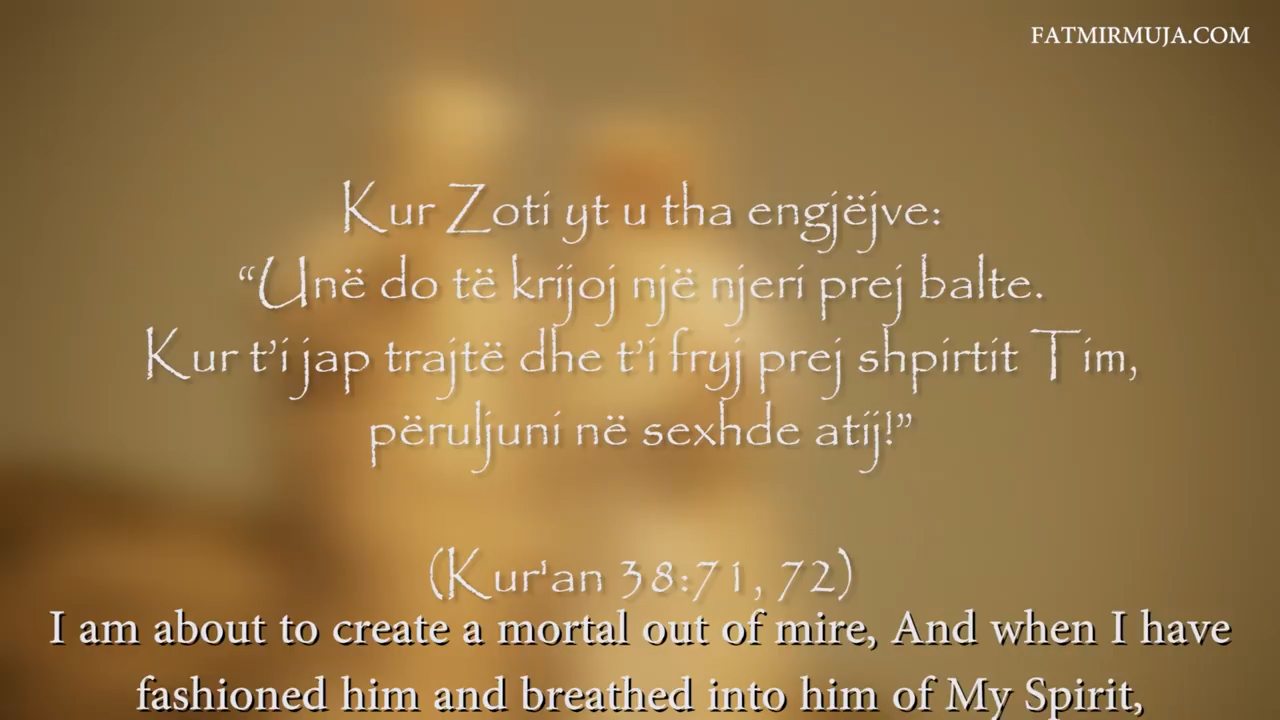 FATMIRMUJA.COM
Kur Zoti yt u tha engjëjve:
“Unë do të krijoj një njeri prej balte.
Kur t’i jap trajtë dhe t’i fryj prej shpirtit Tim,
përuljuni në sexhde atij!”
(Kur'an 38:71, 72)
I am about to create a mortal out of mire, And when I have
fashioned him and breathed into him of My Spirit,